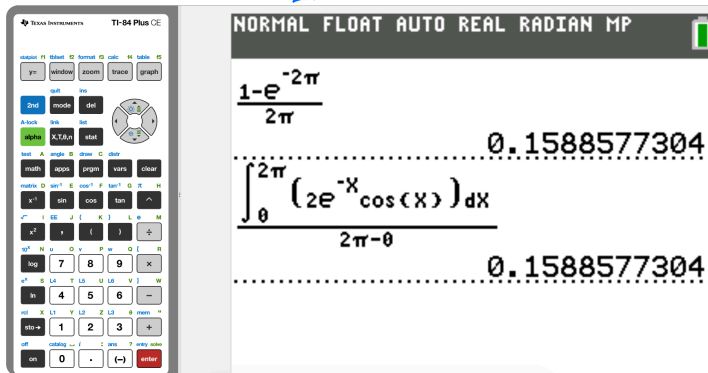 TEXAS INSTRUMENTS TI-84 Plus CE
statplot f1 tblset f2 format f3 calc f4 table f5
y= window zoom trace graph
quit ins
2nd mode del
A-lock link list
alpha X,T,θ,n stat
test A angle B draw C distr
math apps prgm vars clear
matrix D sin⁻¹ E cos⁻¹ F tan⁻¹ G π H
x⁻¹ sin cos tan ^
√ I EE J { K } L e M
x² , ( ) ÷
10ˣ N u O v P w Q [ R
log 7 8 9 ×
eˣ S L4 T L5 U L6 V ] W
ln 4 5 6 −
rcl X L1 Y L2 Z L3 θ mem "
sto→ 1 2 3 +
off catalog ⎵ i : ans ? entry solve
on 0 . (−) enter
NORMAL FLOAT AUTO REAL RADIAN MP
1-e^-2π
2π
0.1588577304
∫ 0 2π (2e^-X cos(X))dX
2π-0
0.1588577304